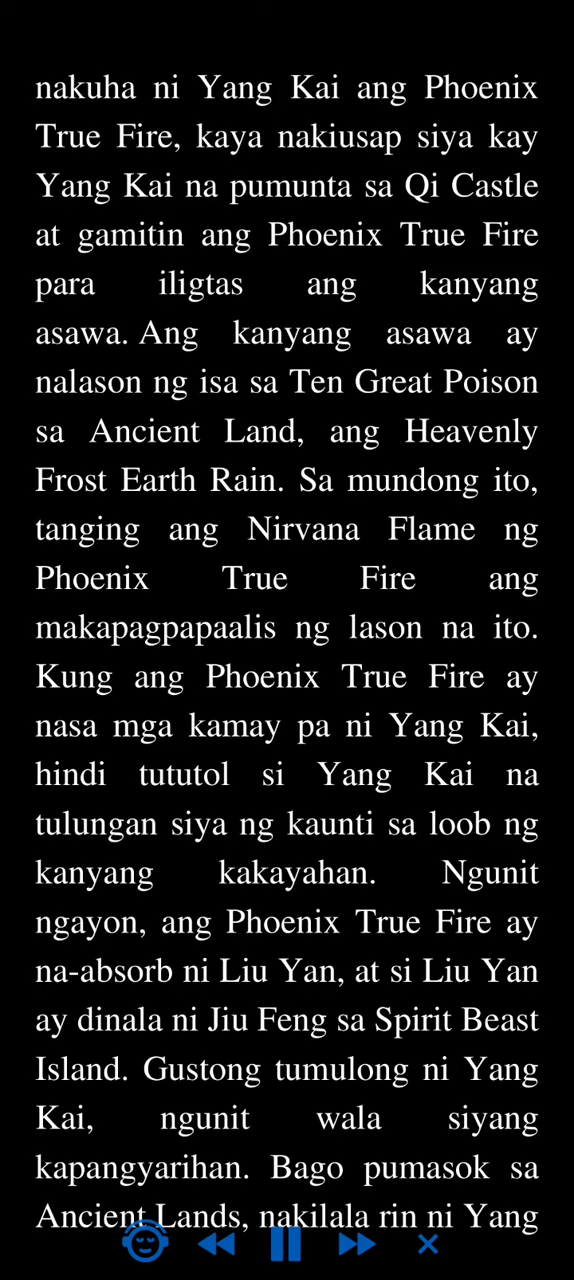 nakuha ni Yang Kai ang Phoenix
True Fire, kaya nakiusap siya kay
Yang Kai na pumunta sa Qi Castle
at gamitin ang Phoenix True Fire
para iligtas ang kanyang
asawa. Ang kanyang asawa ay
nalason ng isa sa Ten Great Poison
sa Ancient Land, ang Heavenly
Frost Earth Rain. Sa mundong ito,
tanging ang Nirvana Flame ng
Phoenix True Fire ang
makapagpapaalis ng lason na ito.
Kung ang Phoenix True Fire ay
nasa mga kamay pa ni Yang Kai,
hindi tututol si Yang Kai na
tulungan siya ng kaunti sa loob ng
kanyang kakayahan. Ngunit
ngayon, ang Phoenix True Fire ay
na-absorb ni Liu Yan, at si Liu Yan
ay dinala ni Jiu Feng sa Spirit Beast
Island. Gustong tumulong ni Yang
Kai, ngunit wala siyang
kapangyarihan. Bago pumasok sa
Ancient Lands, nakilala rin ni Yang